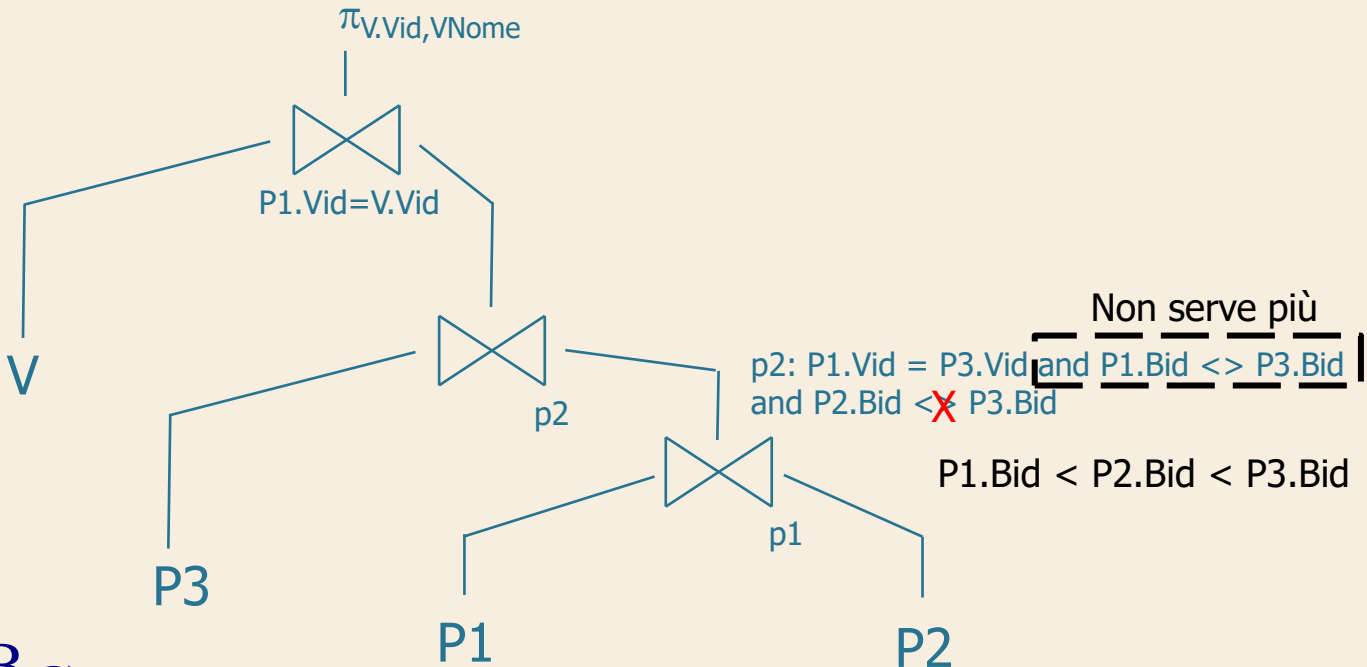 πV.Vid,VNome
P1.Vid=V.Vid
Non serve più
V
p2: P1.Vid = P3.Vid and P1.Bid <> P3.Bid
and P2.Bid <> P3.Bid
X
p2
P1.Bid < P2.Bid < P3.Bid
p1
P3
P1
P2